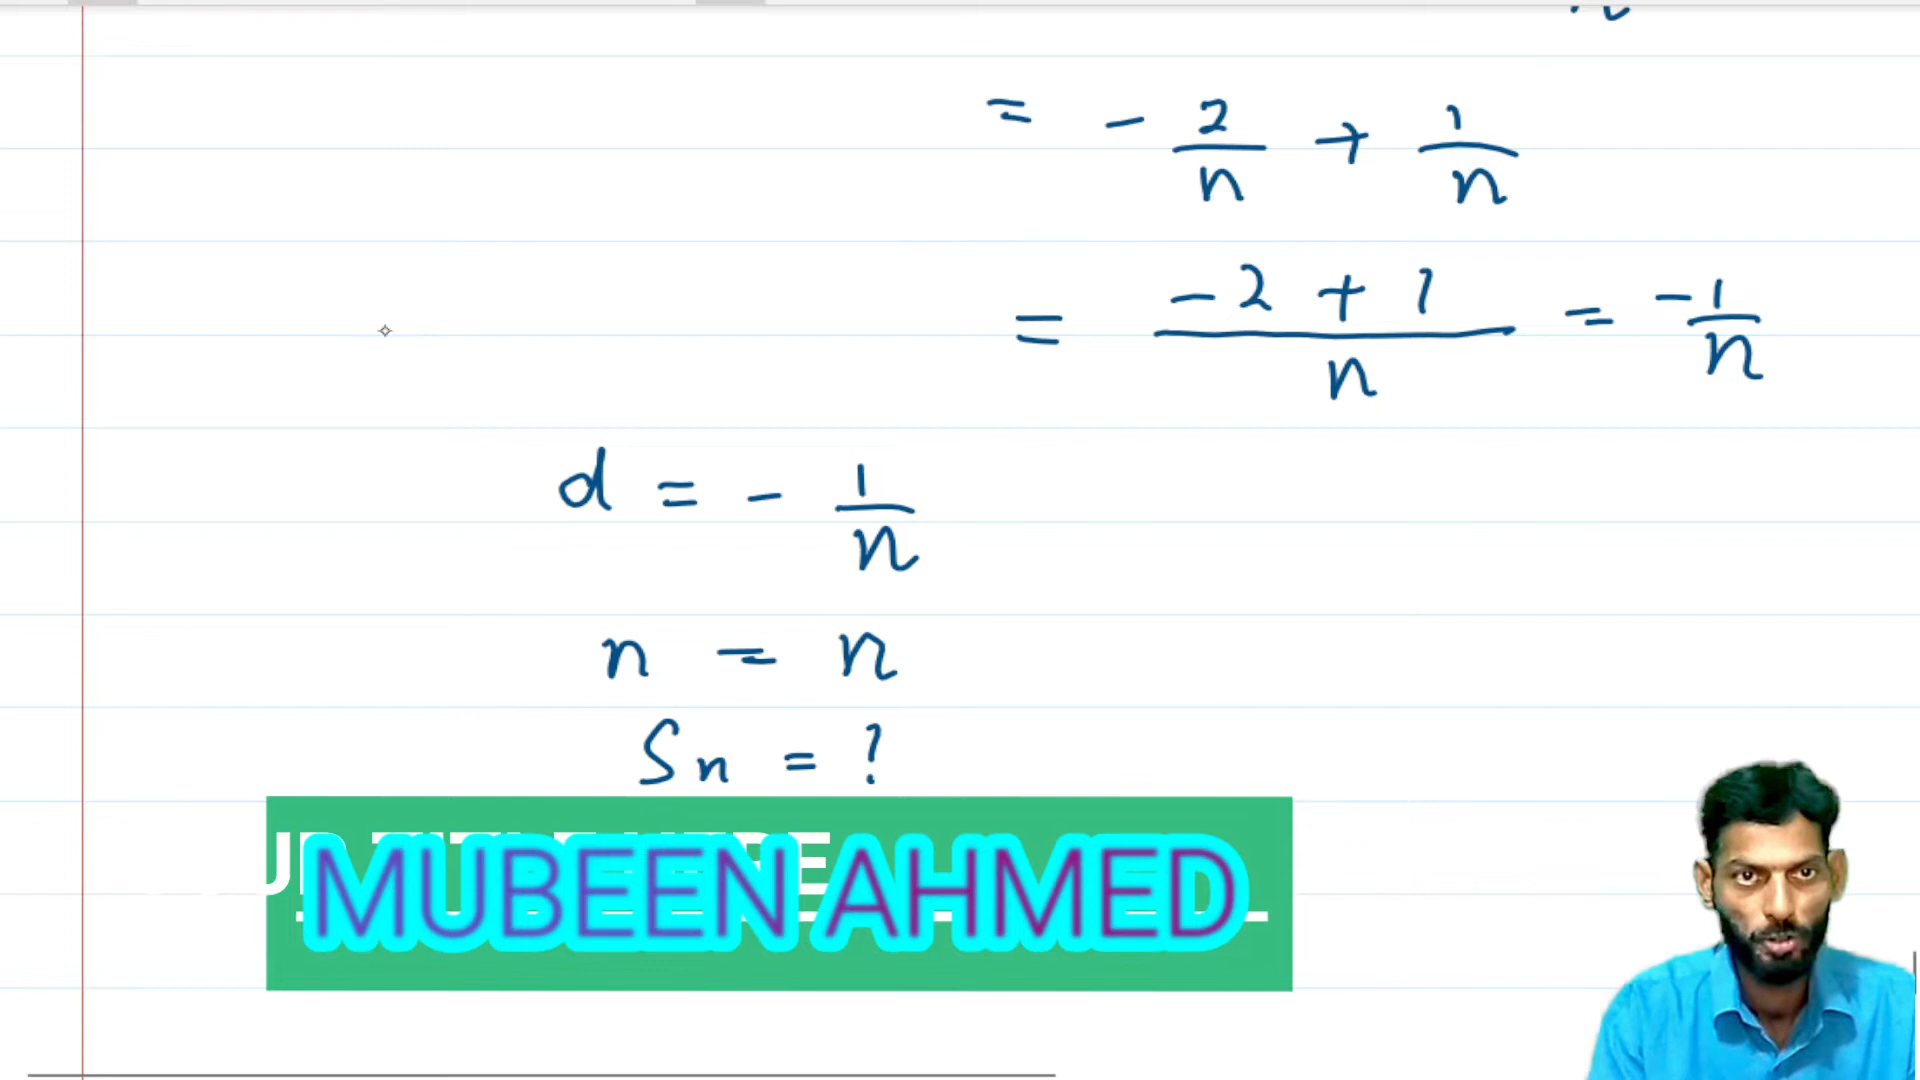 = - 2/n + 1/n
= (-2 + 1)/n = -1/n
d = - 1/n
n = n
Sn = ?
MUBEEN AHMED